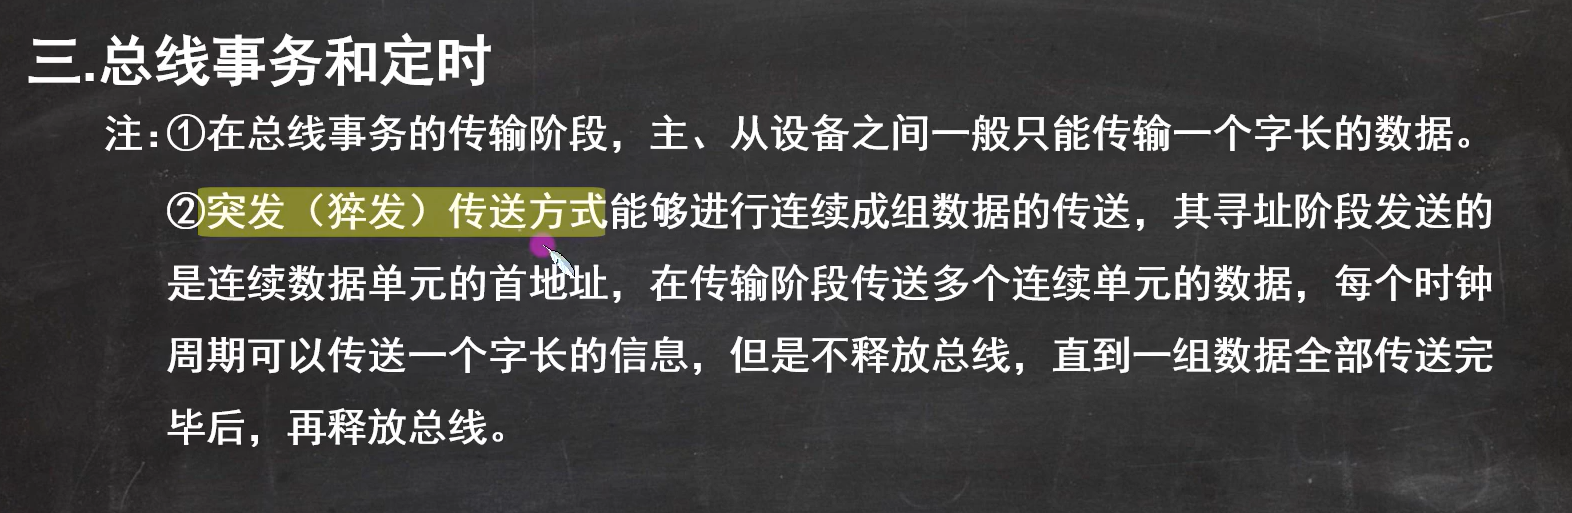 三.总线事务和定时
注:①在总线事务的传输阶段，主、从设备之间一般只能传输一个字长的数据。
②突发（猝发）传送方式能够进行连续成组数据的传送，其寻址阶段发送的
是连续数据单元的首地址，在传输阶段传送多个连续单元的数据，每个时钟
周期可以传送一个字长的信息，但是不释放总线，直到一组数据全部传送完
毕后，再释放总线。